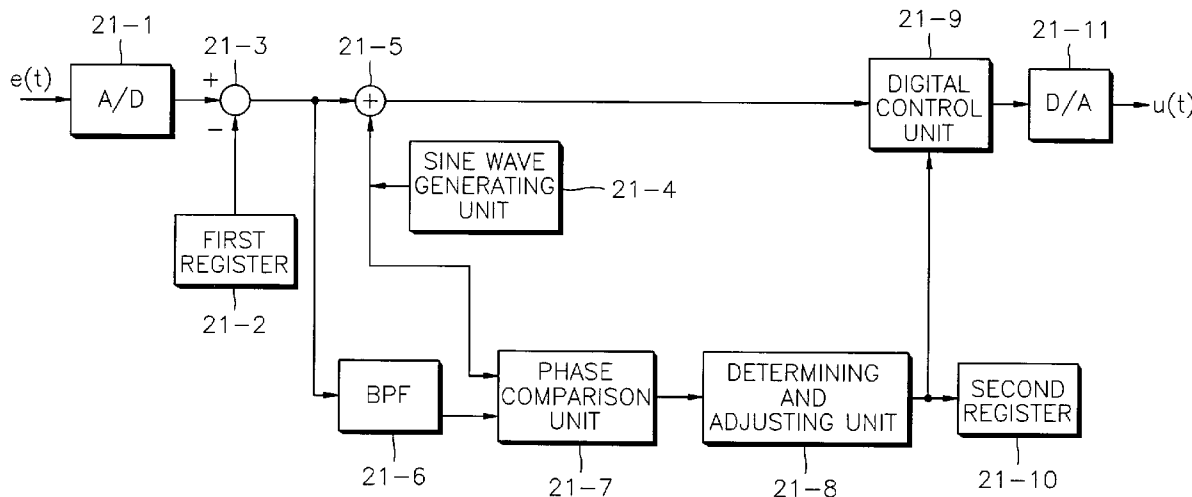 21-1
21-3
21-5
21-9
21-11
e(t)
A/D
+
−
+
DIGITAL
CONTROL
UNIT
D/A
u(t)
SINE WAVE
GENERATING
UNIT
21-4
FIRST
REGISTER
21-2
BPF
21-6
PHASE
COMPARISON
UNIT
21-7
DETERMINING
AND
ADJUSTING UNIT
21-8
SECOND
REGISTER
21-10